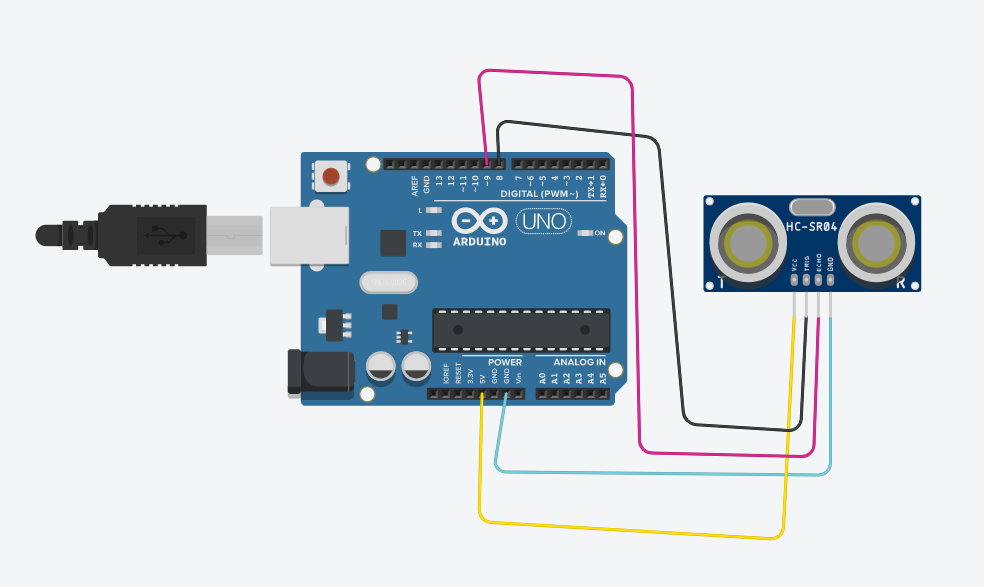 AREF
GND
13
12
~11
~10
~9
8
7
~6
~5
4
~3
2
TX→1
RX←0
DIGITAL (PWM~)
L
TX
RX
UNO
ON
ARDUINO
HC-SR04
VCC
TRIG
ECHO
GND
T
R
POWER
ANALOG IN
IOREF
RESET
3.3V
5V
GND
GND
Vin
A0
A1
A2
A3
A4
A5